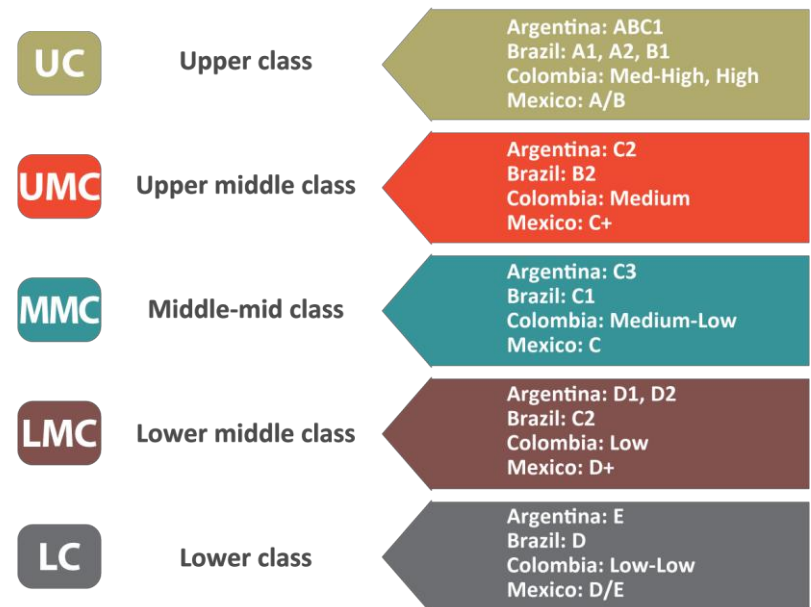 UC
Upper class
Argentina: ABC1
Brazil: A1, A2, B1
Colombia: Med-High, High
Mexico: A/B
UMC
Upper middle class
Argentina: C2
Brazil: B2
Colombia: Medium
Mexico: C+
MMC
Middle-mid class
Argentina: C3
Brazil: C1
Colombia: Medium-Low
Mexico: C
LMC
Lower middle class
Argentina: D1, D2
Brazil: C2
Colombia: Low
Mexico: D+
LC
Lower class
Argentina: E
Brazil: D
Colombia: Low-Low
Mexico: D/E